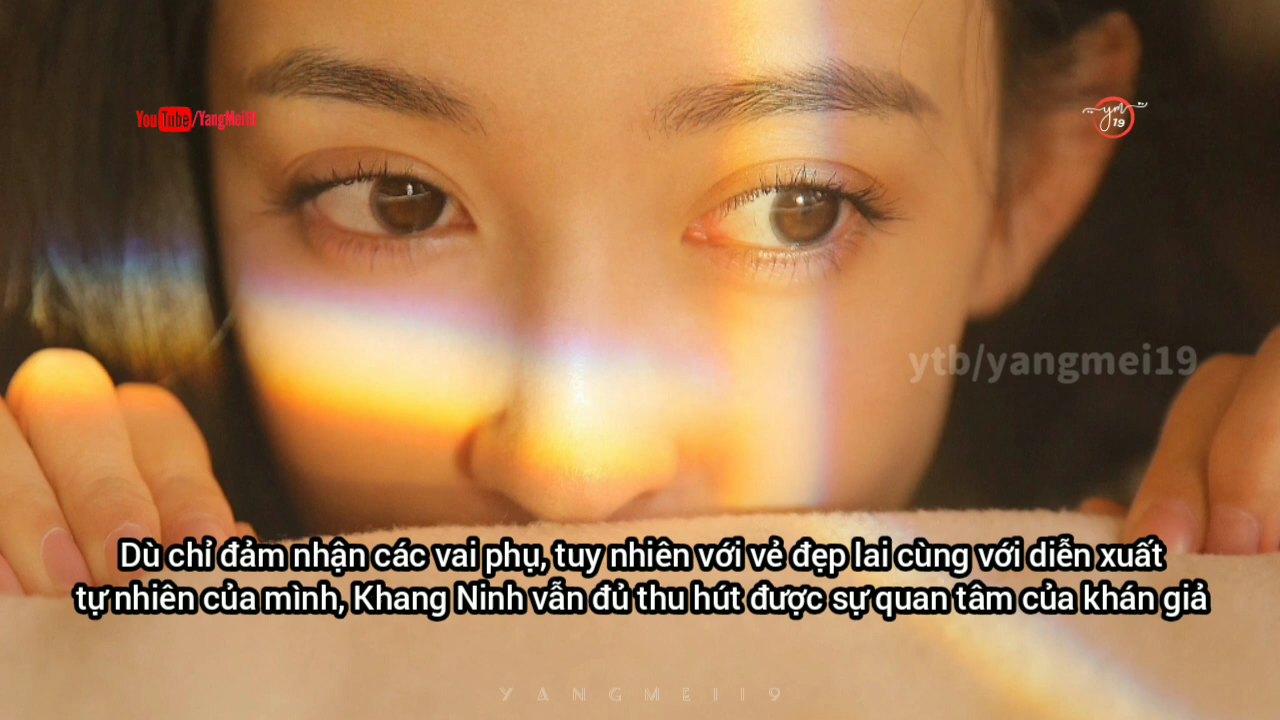 YouTube/YangMei19
ym
19
ytb/yangmei19
Dù chỉ đảm nhận các vai phụ, tuy nhiên với vẻ đẹp lai cùng với diễn xuất
tự nhiên của mình, Khang Ninh vẫn đủ thu hút được sự quan tâm của khán giả
YANGMEI19